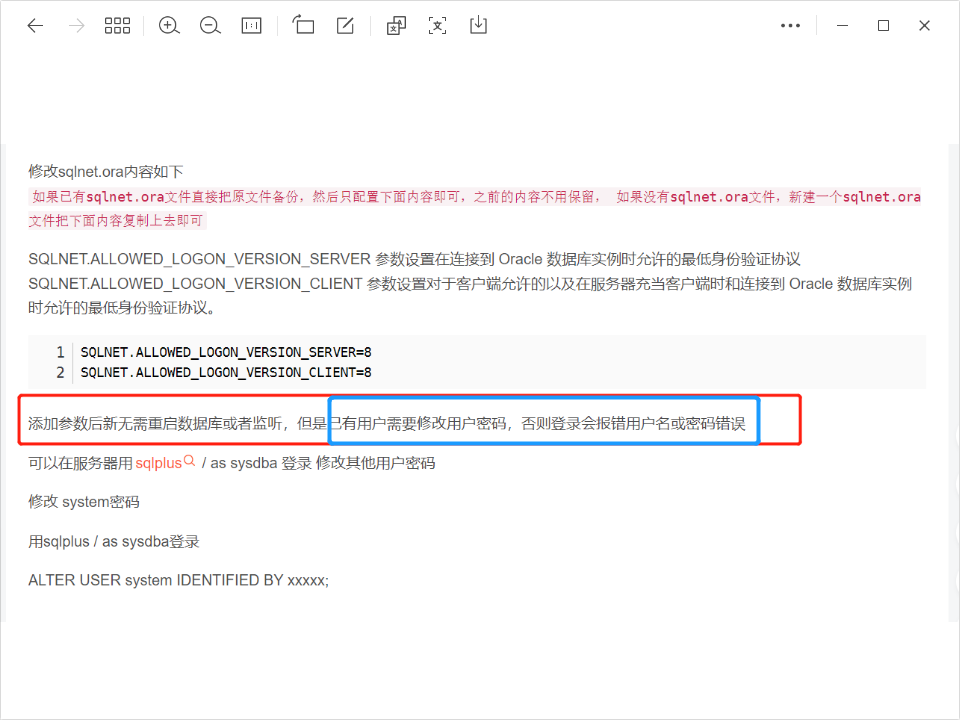 修改sqlnet.ora内容如下
如果已有sqlnet.ora文件直接把原文件备份，然后只配置下面内容即可，之前的内容不用保留， 如果没有sqlnet.ora文件，新建一个sqlnet.ora
文件把下面内容复制上去即可
SQLNET.ALLOWED_LOGON_VERSION_SERVER 参数设置在连接到 Oracle 数据库实例时允许的最低身份验证协议
SQLNET.ALLOWED_LOGON_VERSION_CLIENT 参数设置对于客户端允许的以及在服务器充当客户端时和连接到 Oracle 数据库实例
时允许的最低身份验证协议。
1 SQLNET.ALLOWED_LOGON_VERSION_SERVER=8
2 SQLNET.ALLOWED_LOGON_VERSION_CLIENT=8
添加参数后新无需重启数据库或者监听，但是已有用户需要修改用户密码，否则登录会报错用户名或密码错误
可以在服务器用sqlplus / as sysdba 登录 修改其他用户密码
修改 system密码
用sqlplus / as sysdba登录
ALTER USER system IDENTIFIED BY xxxxx;